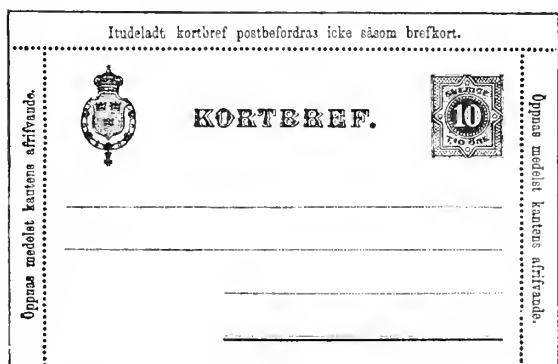 Itudeladt kortbref postbefordras icke såsom brefkort.
Öppnas medelst kantens afrifvande.
KORTBREF.
SVERIGE
10
TIO ÖRE
Öppnas medelst kantens afrifvande.